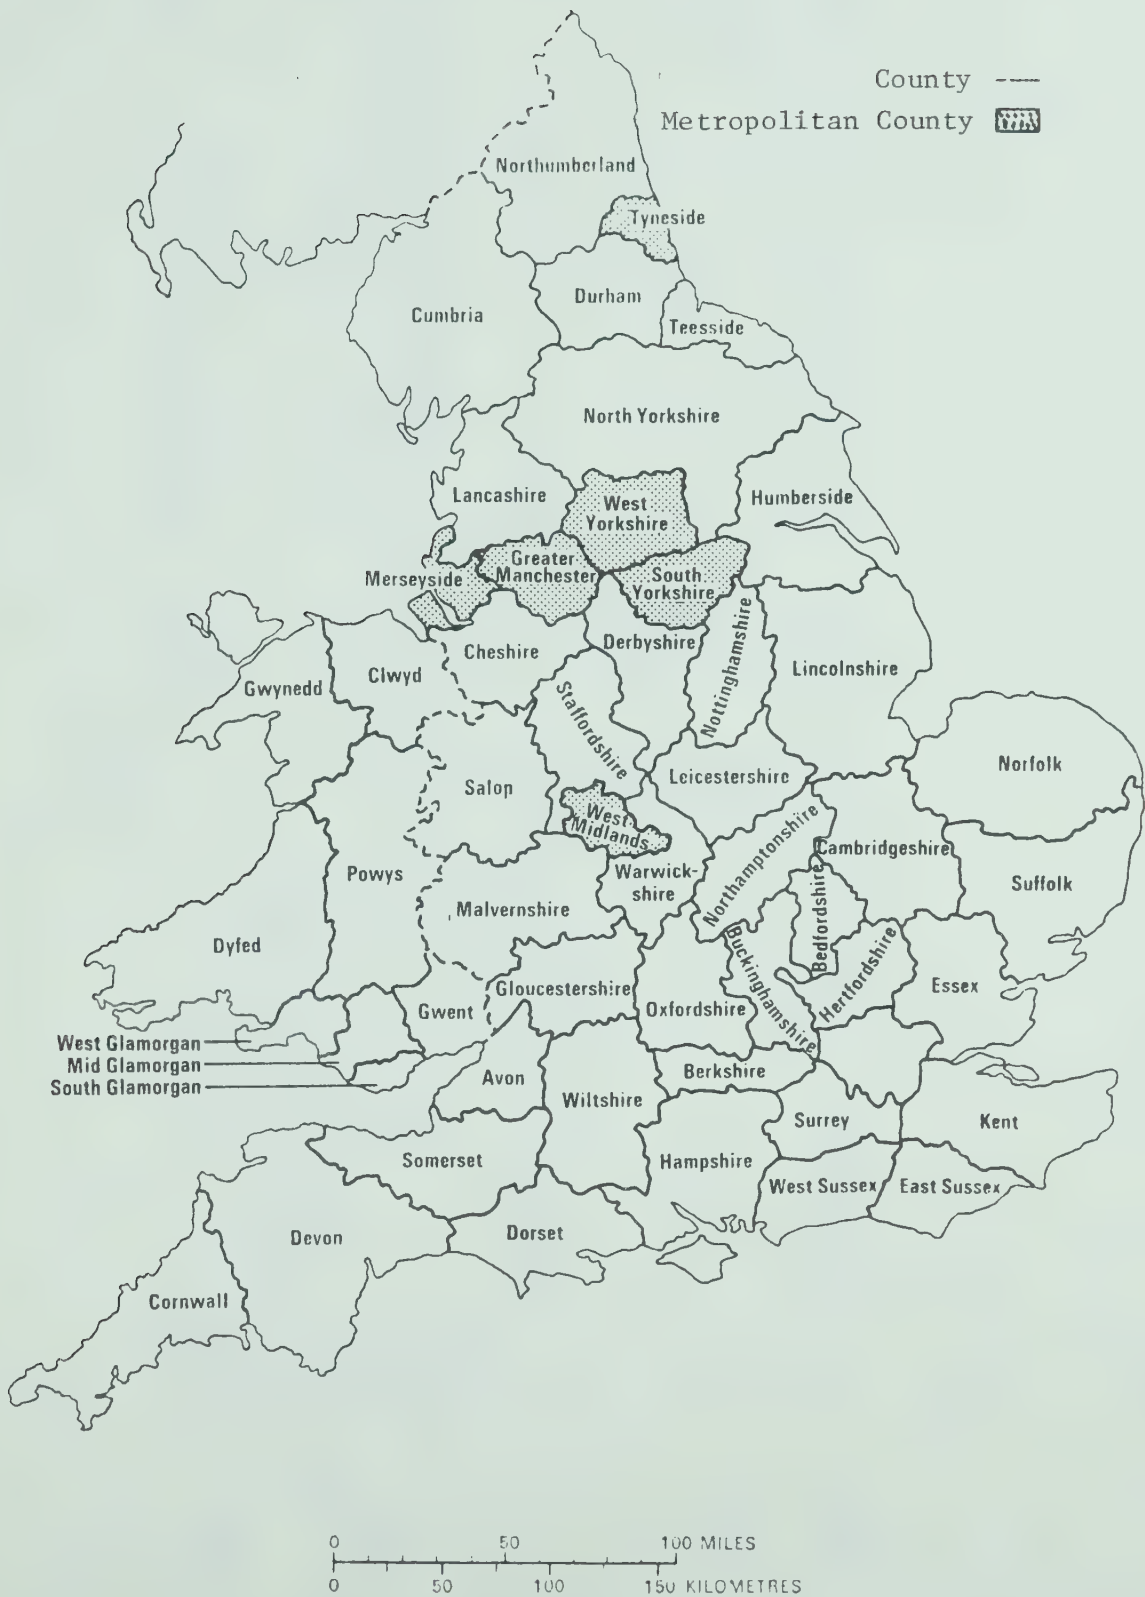 County
Metropolitan County
Northumberland
Tyneside
Durham
Cumbria
Teesside
North Yorkshire
Lancashire
West
Yorkshire
Humberside
Greater
Manchester
Merseyside
South
Yorkshire
Cheshire
Derbyshire
Nottinghamshire
Lincolnshire
Gwynedd
Clwyd
Staffordshire
Salop
Leicestershire
Norfolk
West
Midlands
Warwick-
shire
Northamptonshire
Cambridgeshire
Suffolk
Powys
Malvernshire
Bedfordshire
Dyfed
Gwent
Gloucestershire
Oxfordshire
Buckinghamshire
Hertfordshire
Essex
West Glamorgan
Mid Glamorgan
South Glamorgan
Avon
Wiltshire
Berkshire
Surrey
Kent
Somerset
Hampshire
West Sussex
East Sussex
Devon
Dorset
Cornwall
0 50 100 MILES
0 50 100 150 KILOMETRES